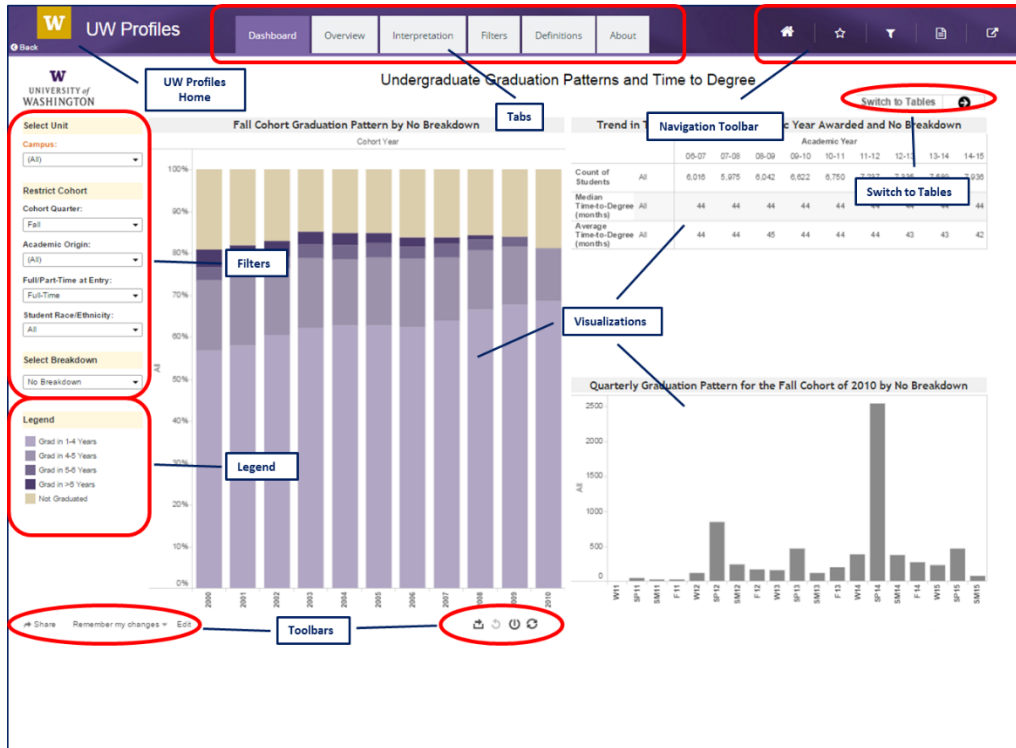 W
UW Profiles
Back
Dashboard
Overview
Interpretation
Filters
Definitions
About
W
UNIVERSITY of
WASHINGTON
UW Profiles
Home
Undergraduate Graduation Patterns and Time to Degree
Tabs
Navigation Toolbar
Switch to Tables
Switch to Tables
Select Unit
Campus:
(All)
Restrict Cohort
Cohort Quarter:
Fall
Academic Origin:
(All)
Full/Part-Time at Entry:
Full-Time
Student Race/Ethnicity:
All
Select Breakdown
No Breakdown
Filters
Legend
Grad in 1-4 Years
Grad in 4-5 Years
Grad in 5-6 Years
Grad in >6 Years
Not Graduated
Legend
Fall Cohort Graduation Pattern by No Breakdown
Cohort Year
100%
90%
80%
70%
60%
50%
40%
30%
20%
10%
0%
All
2000 2001 2002 2003 2004 2005 2006 2007 2008 2009 2010
Visualizations
Trend in T c Year Awarded and No Breakdown
Academic Year
06-07 07-08 08-09 09-10 10-11 11-12 12-13 13-14 14-15
Count of
Students All 6,016 5,975 6,042 6,622 6,750 7,936
Median
Time-to-Degree All 44 44 44 44 44 44
(months)
Average
Time-to-Degree All 44 44 45 44 44 44 43 43 42
(months)
Quarterly Graduation Pattern for the Fall Cohort of 2010 by No Breakdown
2500
2000
1500
1000
500
0
All
W11 SP11 SM11 F11 W12 SP12 SM12 F12 W13 SP13 SM13 F13 W14 SP14 SM14 F14 W15 SP15 SM15
Share Remember my changes Edit
Toolbars